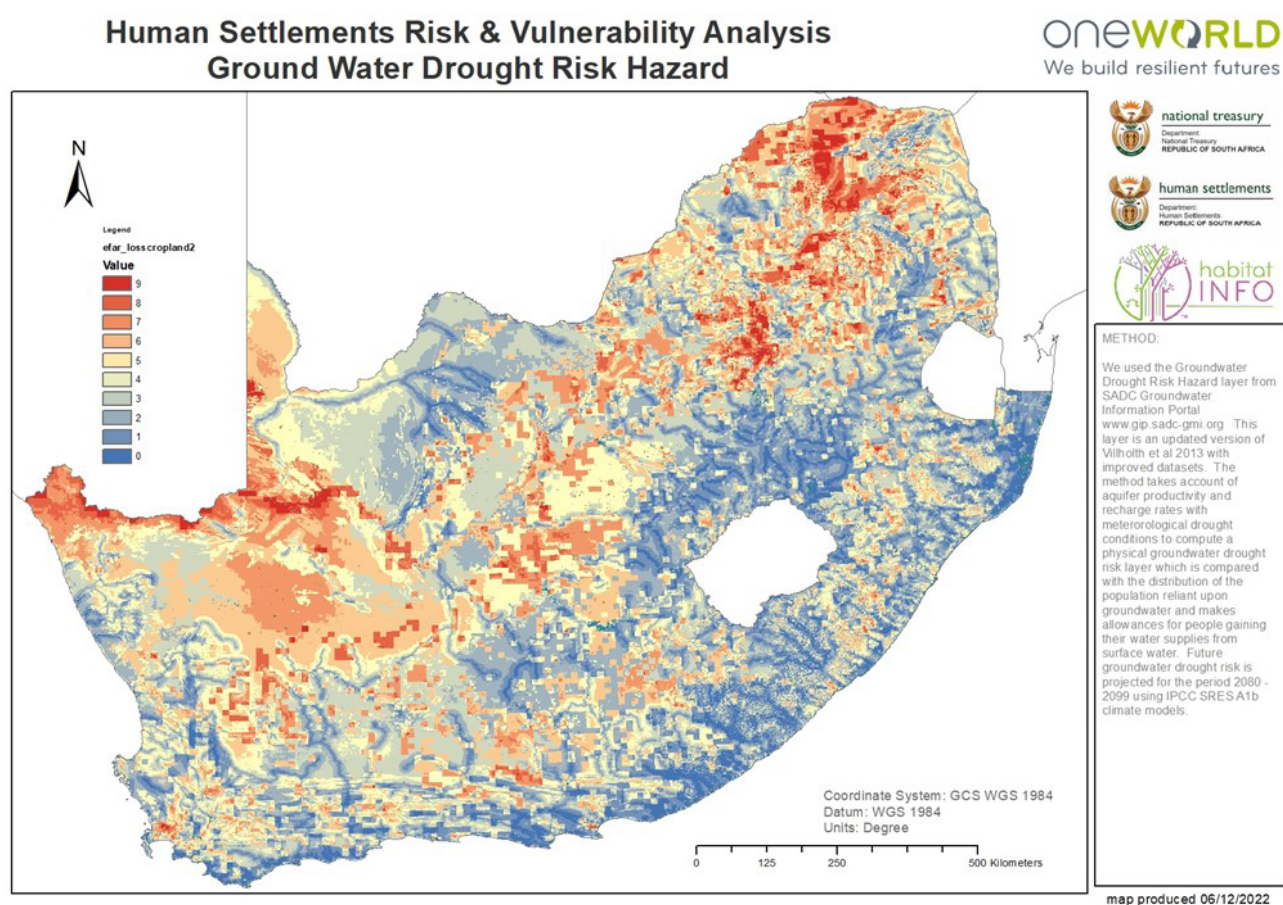 Human Settlements Risk & Vulnerability Analysis
Ground Water Drought Risk Hazard
oneWORLD
We build resilient futures
N
Legend
efar_losscropland2
Value
9
8
7
6
5
4
3
2
1
0
national treasury
Department:
National Treasury
REPUBLIC OF SOUTH AFRICA
human settlements
Department:
Human Settlements
REPUBLIC OF SOUTH AFRICA
habitat
INFO
METHOD:
We used the Groundwater
Drought Risk Hazard layer from
SADC Groundwater
Information Portal
www.gip.sadc-gmi.org This
layer is an updated version of
Villholth et al 2013 with
improved datasets. The
method takes account of
aquifer productivity and
recharge rates with
meterorological drought
conditions to compute a
physical groundwater drought
risk layer which is compared
with the distribution of the
population reliant upon
groundwater and makes
allowances for people gaining
their water supplies from
surface water. Future
groundwater drought risk is
projected for the period 2080 -
2099 using IPCC SRES A1b
climate models.
Coordinate System: GCS WGS 1984
Datum: WGS 1984
Units: Degree
0 125 250 500 Kilometers
map produced 06/12/2022